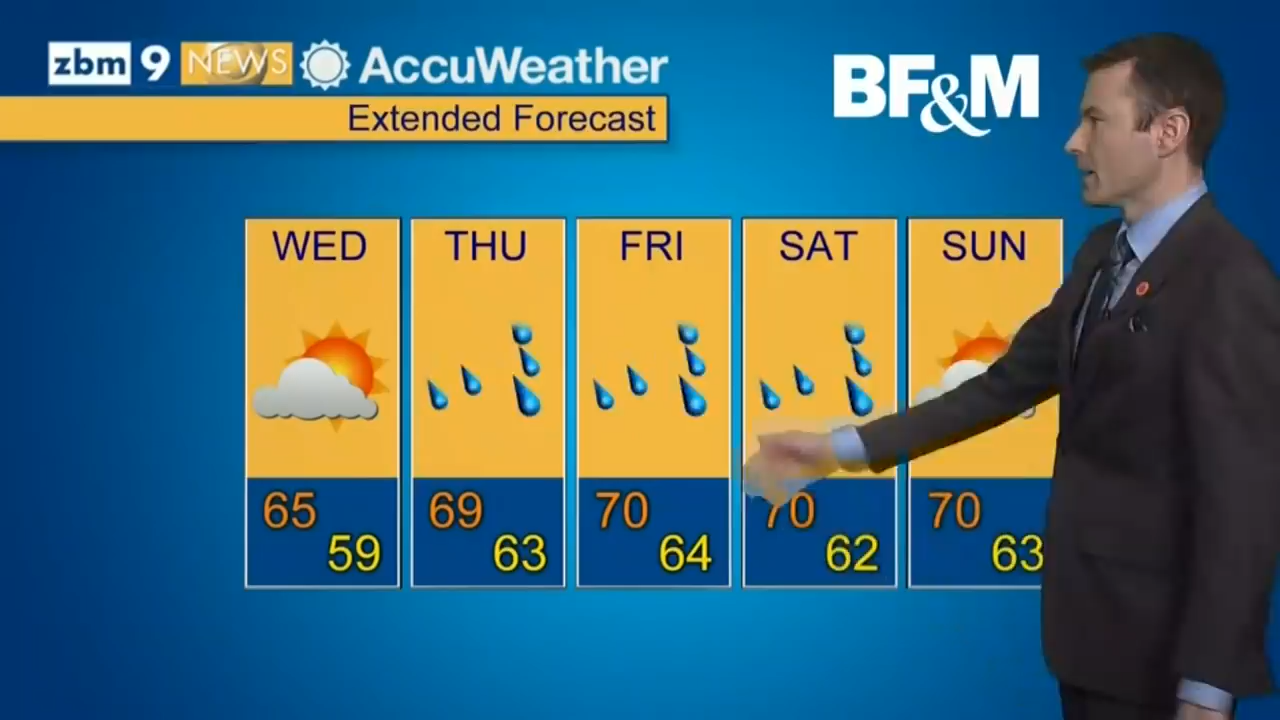 zbm 9 NEWS AccuWeather
Extended Forecast
BF&M
WED THU FRI SAT SUN
65 69 70 70 70
59 63 64 62 63